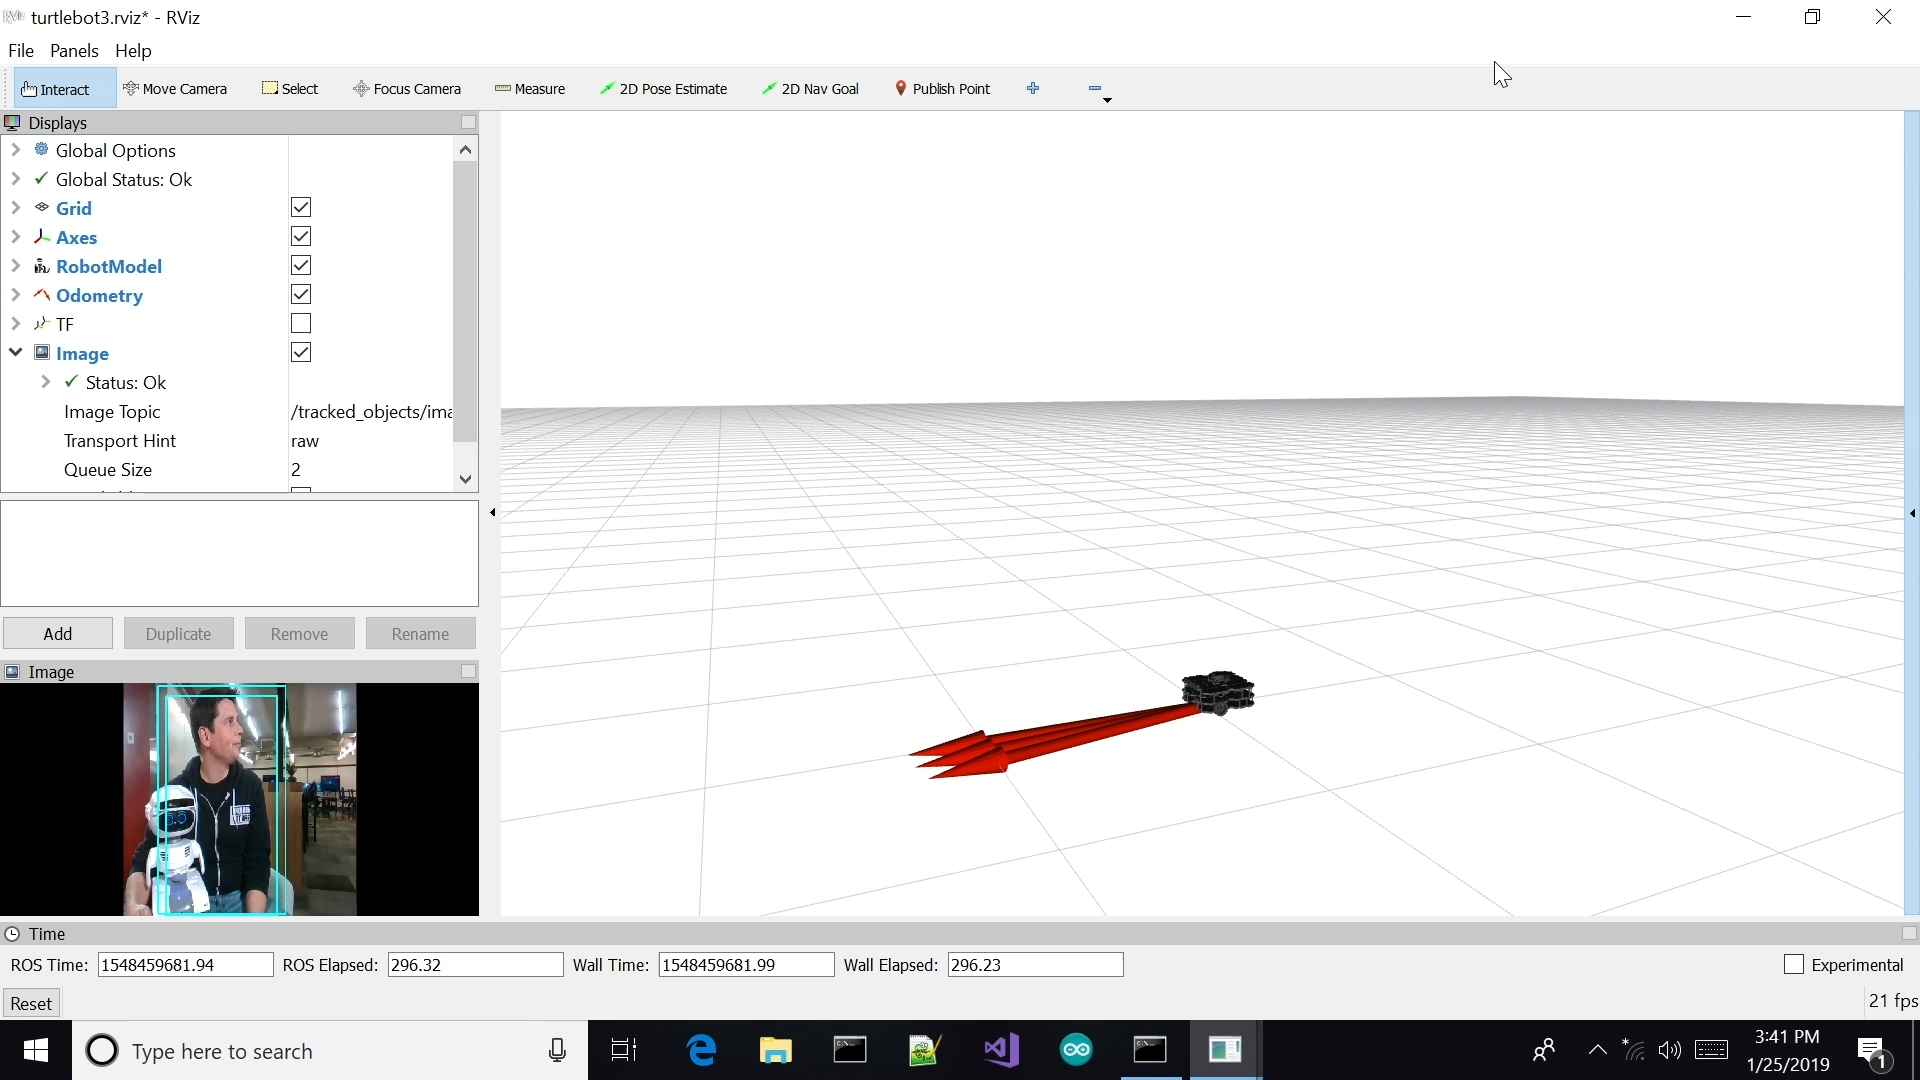 turtlebot3.rviz* - RViz
File Panels Help
Interact Move Camera Select Focus Camera Measure 2D Pose Estimate 2D Nav Goal Publish Point
Displays
Global Options
Global Status: Ok
Grid
Axes
RobotModel
Odometry
TF
Image
Status: Ok
Image Topic /tracked_objects/ima
Transport Hint raw
Queue Size 2
Add Duplicate Remove Rename
Image
Time
ROS Time: 1548459681.94 ROS Elapsed: 296.32 Wall Time: 1548459681.99 Wall Elapsed: 296.23 Experimental
Reset 21 fps
Type here to search
3:41 PM
1/25/2019
1